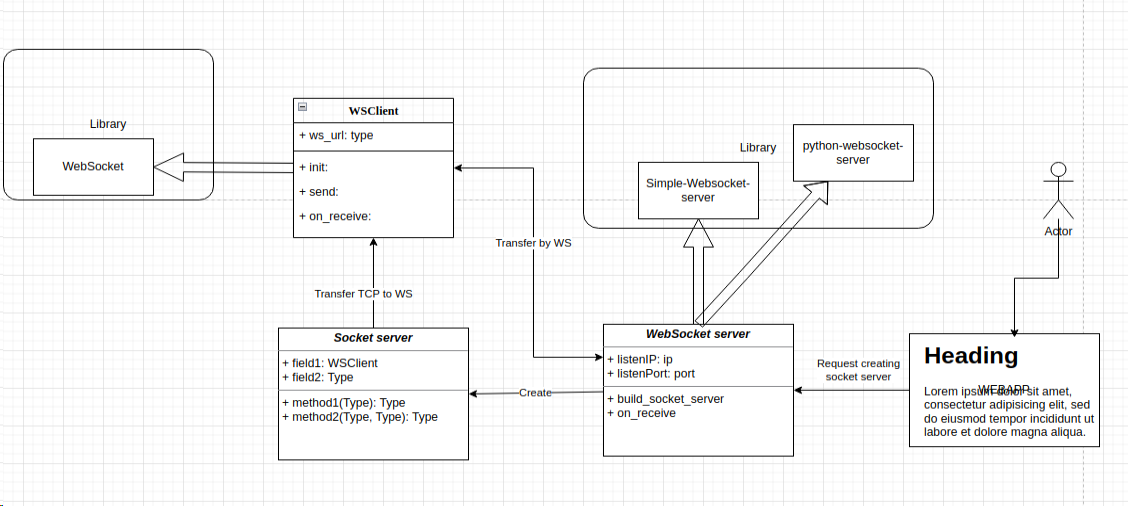 Library
WebSocket
WSClient
+ ws_url: type
+ init:
+ send:
+ on_receive:
Library
Simple-Websocket-
server
python-websocket-
server
Actor
Transfer by WS
Transfer TCP to WS
Socket server
+ field1: WSClient
+ field2: Type
+ method1(Type): Type
+ method2(Type, Type): Type
Create
WebSocket server
+ listenIP: ip
+ listenPort: port
+ build_socket_server
+ on_receive
Request creating
socket server
Heading
WEBAPP
Lorem ipsum dolor sit amet,
consectetur adipisicing elit, sed
do eiusmod tempor incididunt ut
labore et dolore magna aliqua.